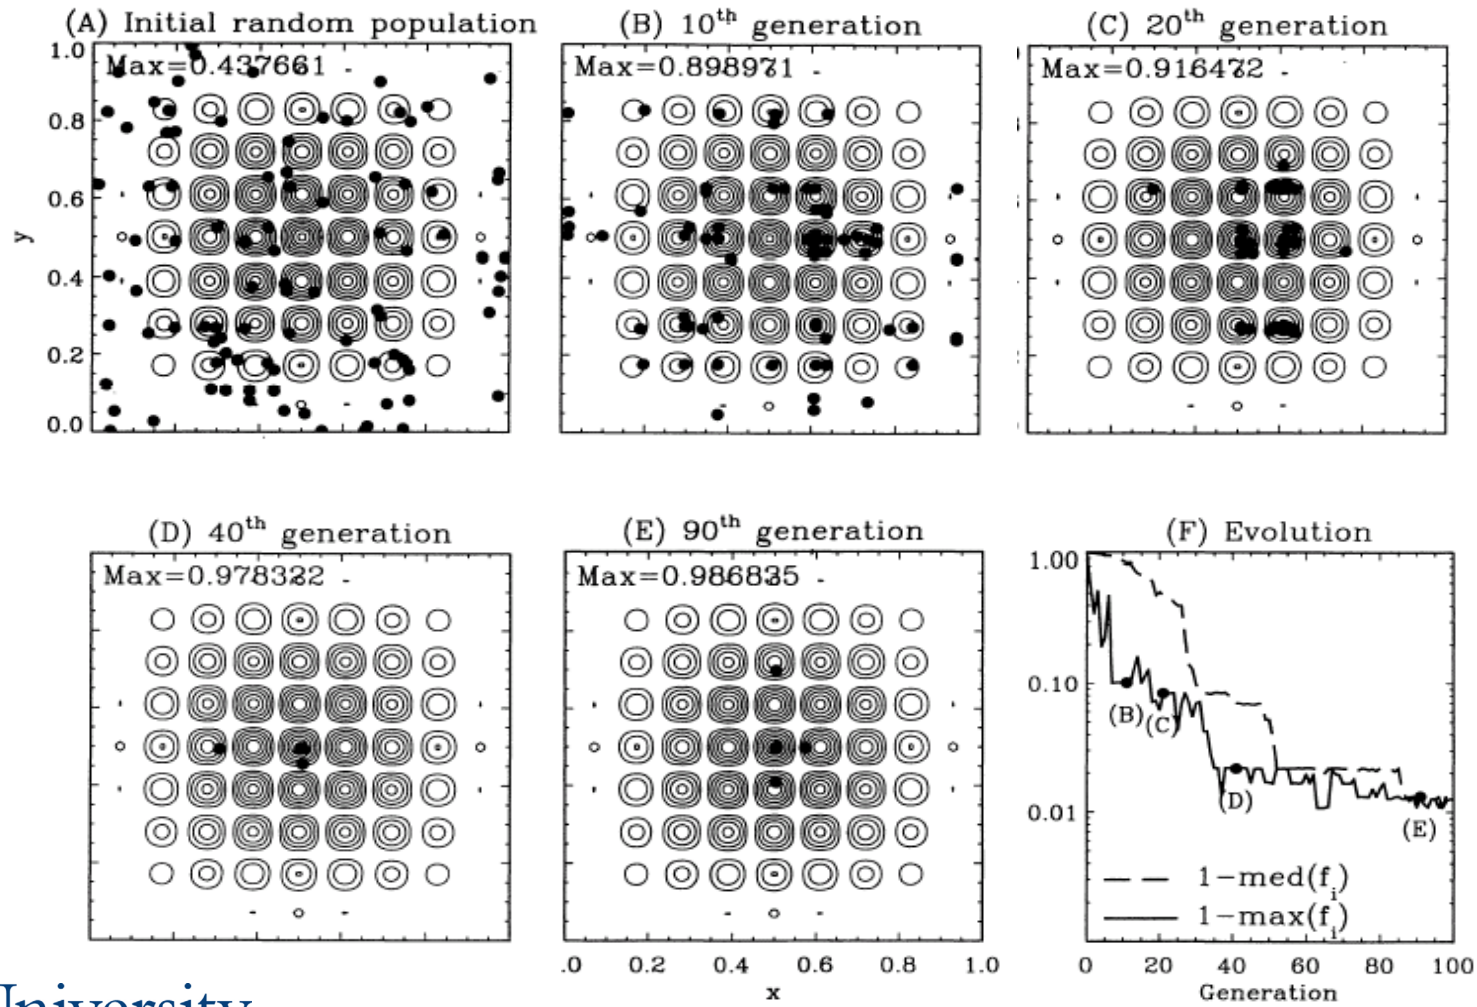 (A) Initial random population
Max=0.437661
1.0
0.8
0.6
0.4
0.2
0.0
y
(B) 10th generation
Max=0.898971
(C) 20th generation
Max=0.916472
(D) 40th generation
Max=0.978322
(E) 90th generation
Max=0.986835
.0 0.2 0.4 0.6 0.8 1.0
x
(F) Evolution
1.00
0.10
0.01
(B)
(C)
(D)
(E)
1-med(fi)
1-max(fi)
0 20 40 60 80 100
Generation
University